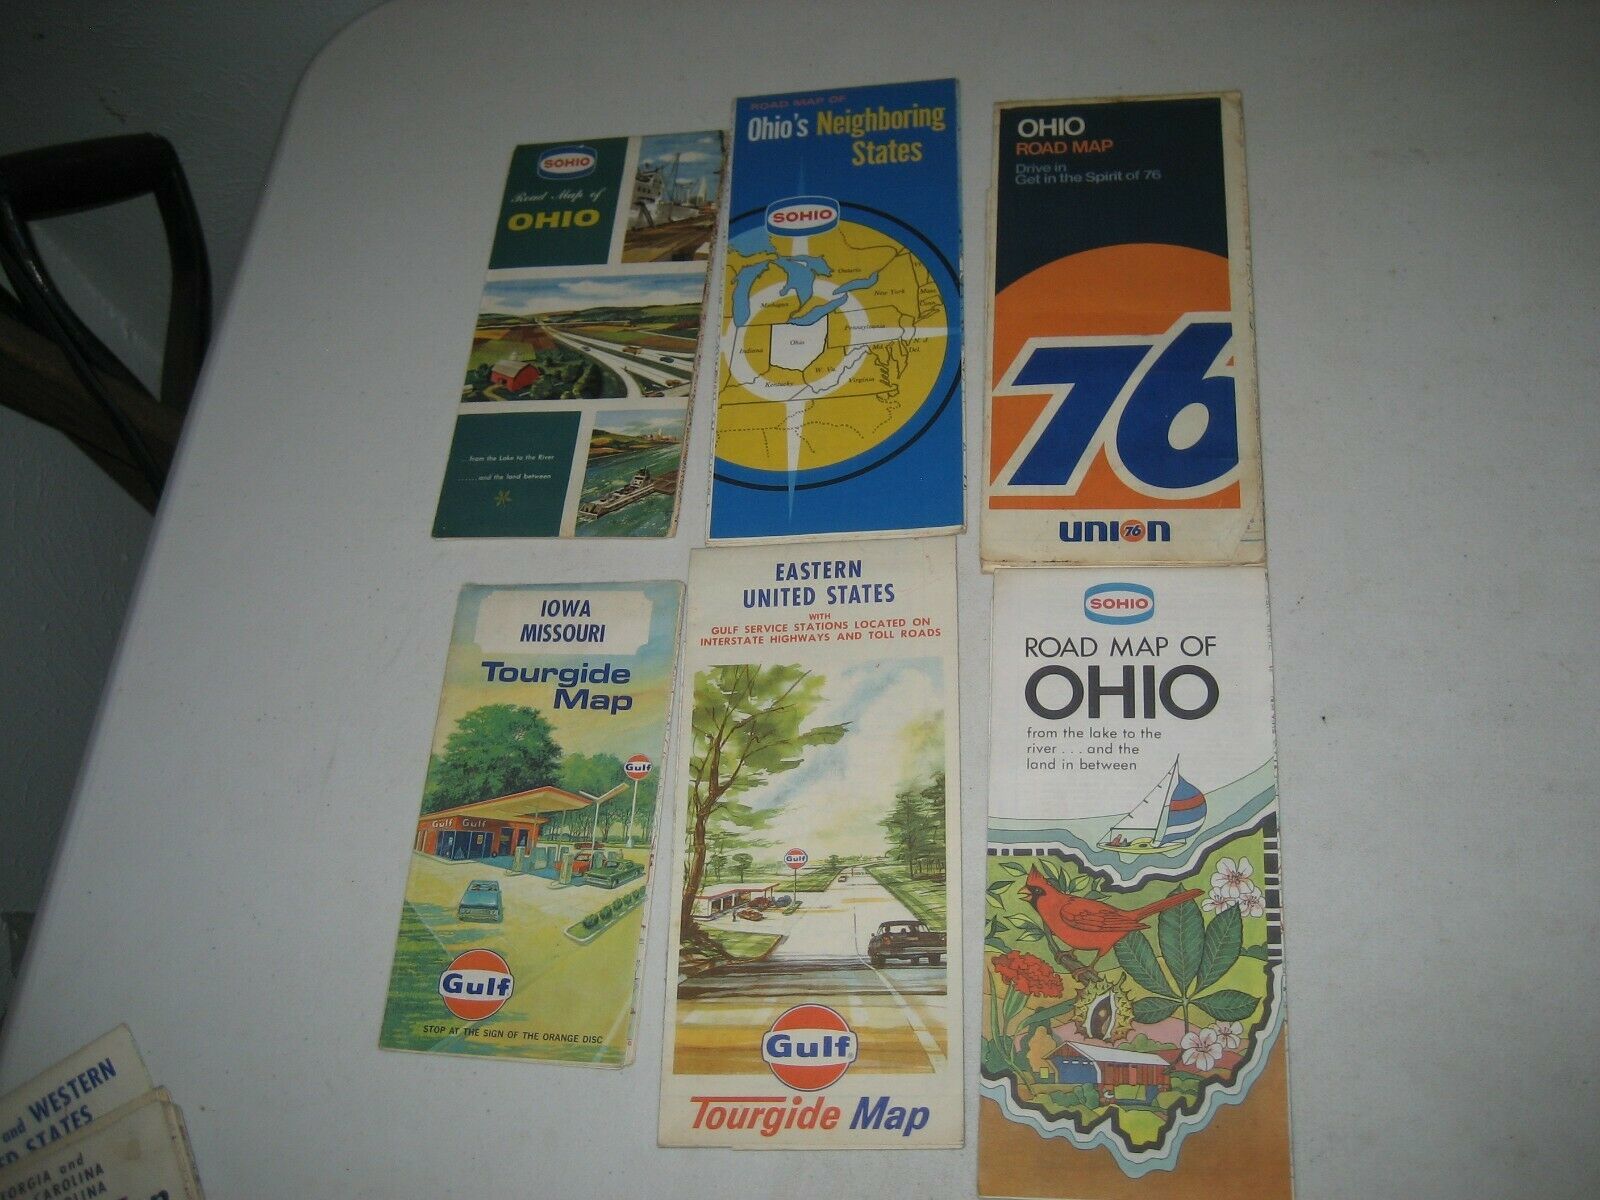 SOHIO
Road Map of
OHIO
...from the Lake to the River
......and the land between
ROAD MAP OF
Ohio's Neighboring
States
SOHIO
Ontario
Michigan
New York
Mass.
Conn.
Pennsylvania
N. J.
Indiana
Ohio
Md.
Del.
W. Va.
Kentucky
Virginia
OHIO
ROAD MAP
Drive in
Get in the Spirit of 76
76
UNION
76
IOWA
MISSOURI
Tourgide
Map
Gulf
Gulf Gulf
Gulf
STOP AT THE SIGN OF THE ORANGE DISC
EASTERN
UNITED STATES
WITH
GULF SERVICE STATIONS LOCATED ON
INTERSTATE HIGHWAYS AND TOLL ROADS
Gulf
Gulf
Tourgide Map
SOHIO
ROAD MAP OF
OHIO
from the lake to the
river . . . and the
land in between
and WESTERN
STATES
and
CAROLINA